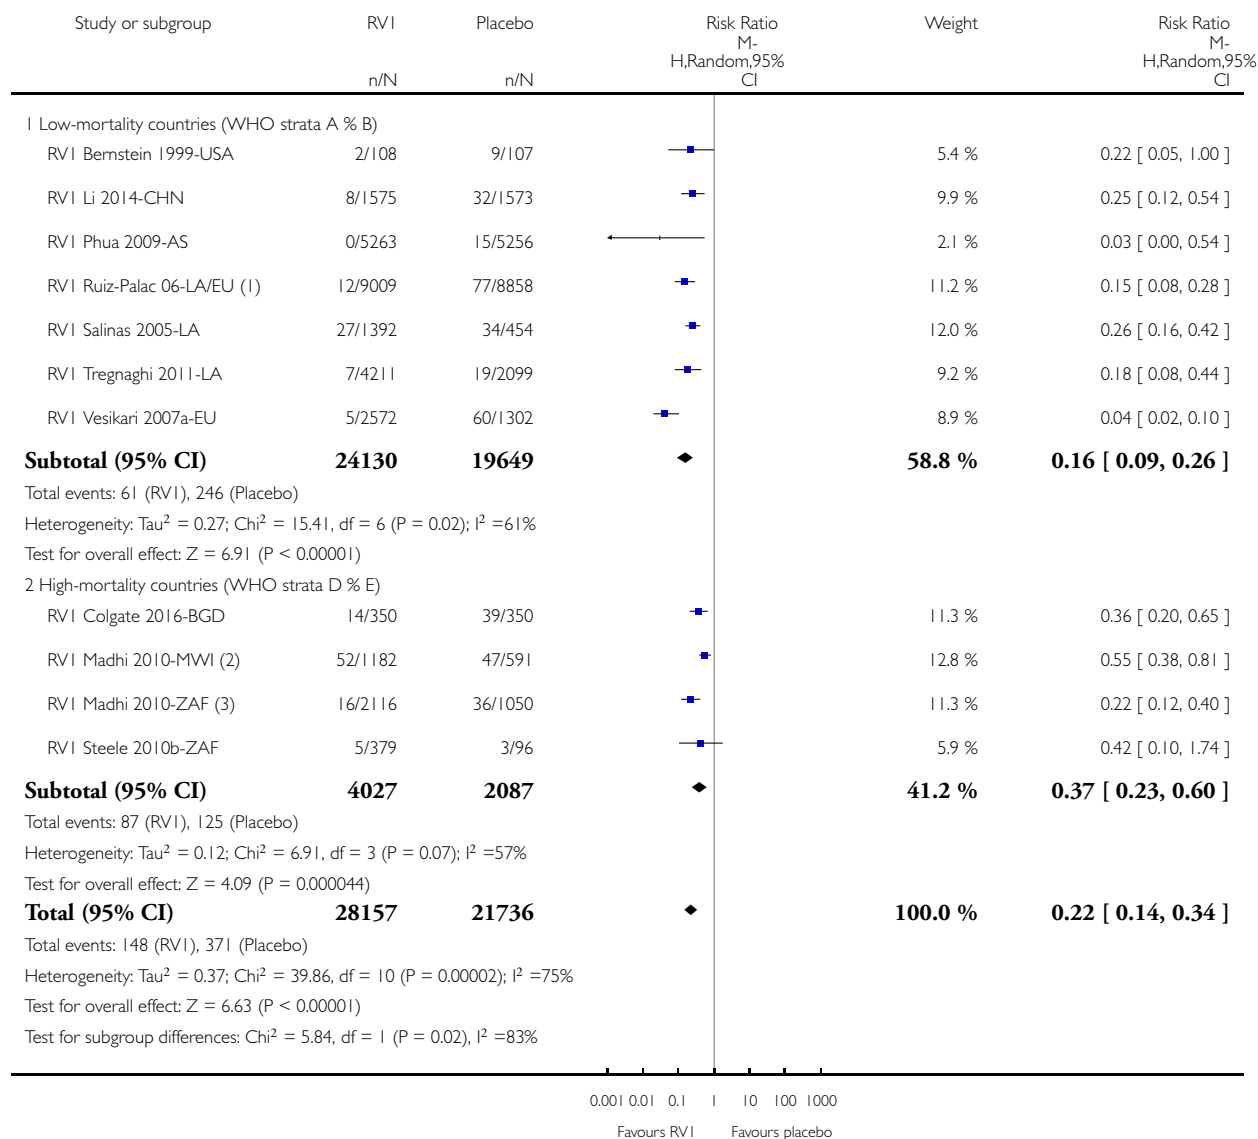 Study or subgroup RV1 Placebo Risk Ratio Weight Risk Ratio
M- M-
H,Random,95% H,Random,95%
n/N n/N CI CI
1 Low-mortality countries (WHO strata A % B)
RV1 Bernstein 1999-USA 2/108 9/107 5.4 % 0.22 [ 0.05, 1.00 ]
RV1 Li 2014-CHN 8/1575 32/1573 9.9 % 0.25 [ 0.12, 0.54 ]
RV1 Phua 2009-AS 0/5263 15/5256 2.1 % 0.03 [ 0.00, 0.54 ]
RV1 Ruiz-Palac 06-LA/EU (1) 12/9009 77/8858 11.2 % 0.15 [ 0.08, 0.28 ]
RV1 Salinas 2005-LA 27/1392 34/454 12.0 % 0.26 [ 0.16, 0.42 ]
RV1 Tregnaghi 2011-LA 7/4211 19/2099 9.2 % 0.18 [ 0.08, 0.44 ]
RV1 Vesikari 2007a-EU 5/2572 60/1302 8.9 % 0.04 [ 0.02, 0.10 ]
Subtotal (95% CI) 24130 19649 58.8 % 0.16 [ 0.09, 0.26 ]
Total events: 61 (RV1), 246 (Placebo)
Heterogeneity: Tau² = 0.27; Chi² = 15.41, df = 6 (P = 0.02); I² =61%
Test for overall effect: Z = 6.91 (P < 0.00001)
2 High-mortality countries (WHO strata D % E)
RV1 Colgate 2016-BGD 14/350 39/350 11.3 % 0.36 [ 0.20, 0.65 ]
RV1 Madhi 2010-MWI (2) 52/1182 47/591 12.8 % 0.55 [ 0.38, 0.81 ]
RV1 Madhi 2010-ZAF (3) 16/2116 36/1050 11.3 % 0.22 [ 0.12, 0.40 ]
RV1 Steele 2010b-ZAF 5/379 3/96 5.9 % 0.42 [ 0.10, 1.74 ]
Subtotal (95% CI) 4027 2087 41.2 % 0.37 [ 0.23, 0.60 ]
Total events: 87 (RV1), 125 (Placebo)
Heterogeneity: Tau² = 0.12; Chi² = 6.91, df = 3 (P = 0.07); I² =57%
Test for overall effect: Z = 4.09 (P = 0.000044)
Total (95% CI) 28157 21736 100.0 % 0.22 [ 0.14, 0.34 ]
Total events: 148 (RV1), 371 (Placebo)
Heterogeneity: Tau² = 0.37; Chi² = 39.86, df = 10 (P = 0.00002); I² =75%
Test for overall effect: Z = 6.63 (P < 0.00001)
Test for subgroup differences: Chi² = 5.84, df = 1 (P = 0.02), I² =83%
0.001 0.01 0.1 1 10 100 1000
Favours RV1 Favours placebo